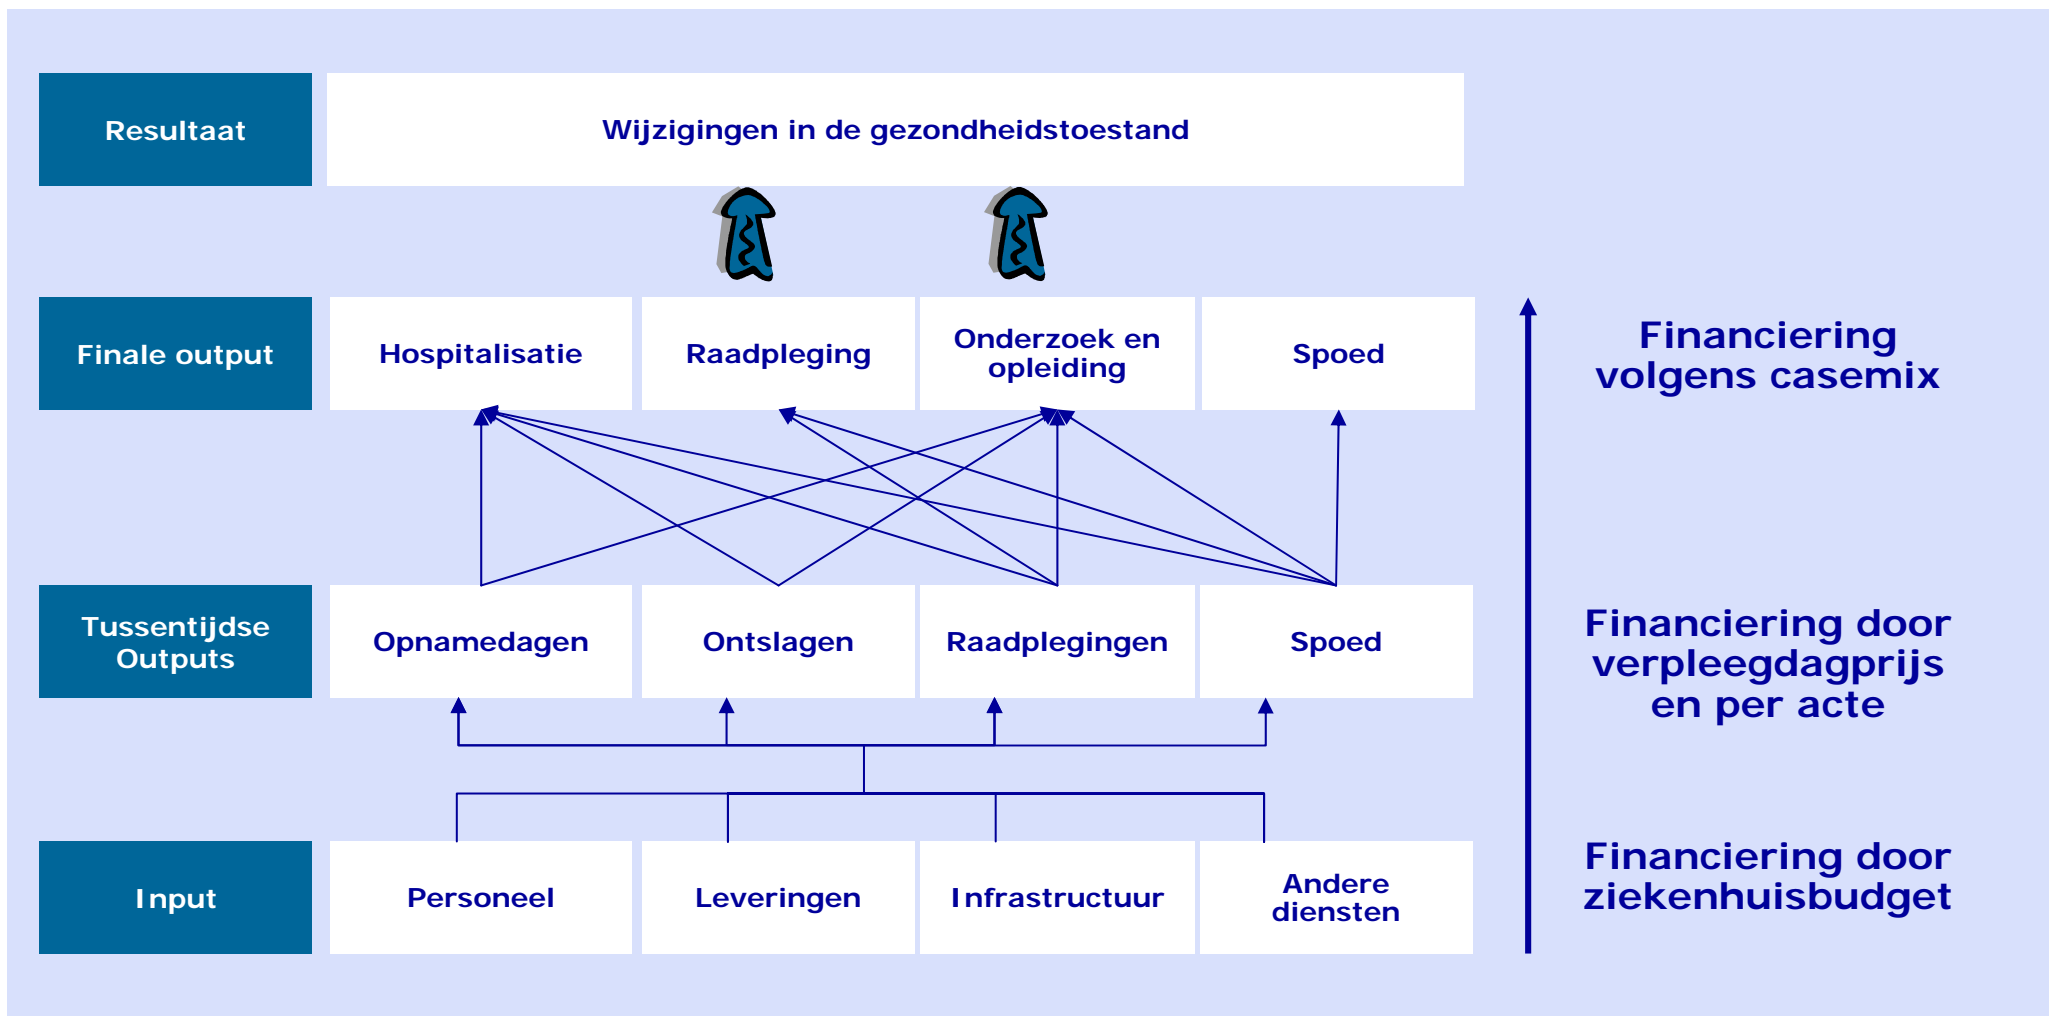 Resultaat
Wijzigingen in de gezondheidstoestand
Finale output
Hospitalisatie
Raadpleging
Onderzoek en
opleiding
Spoed
Financiering
volgens casemix
Tussentijdse
Outputs
Opnamedagen
Ontslagen
Raadplegingen
Spoed
Financiering door
verpleegdagprijs
en per acte
Input
Personeel
Leveringen
Infrastructuur
Andere
diensten
Financiering door
ziekenhuisbudget